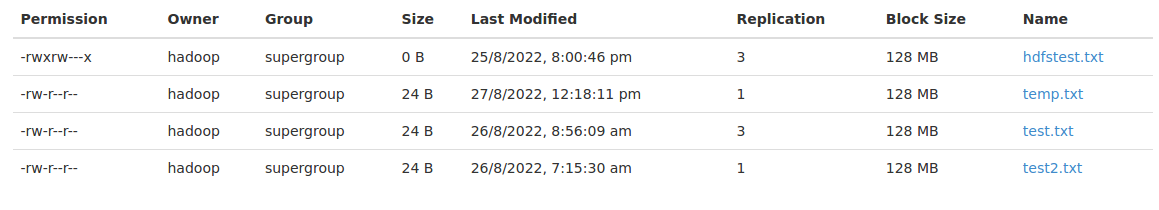 Permission Owner Group Size Last Modified Replication Block Size Name
-rwxrw---x hadoop supergroup 0 B 25/8/2022, 8:00:46 pm 3 128 MB hdfstest.txt
-rw-r--r-- hadoop supergroup 24 B 27/8/2022, 12:18:11 pm 1 128 MB temp.txt
-rw-r--r-- hadoop supergroup 24 B 26/8/2022, 8:56:09 am 3 128 MB test.txt
-rw-r--r-- hadoop supergroup 24 B 26/8/2022, 7:15:30 am 1 128 MB test2.txt